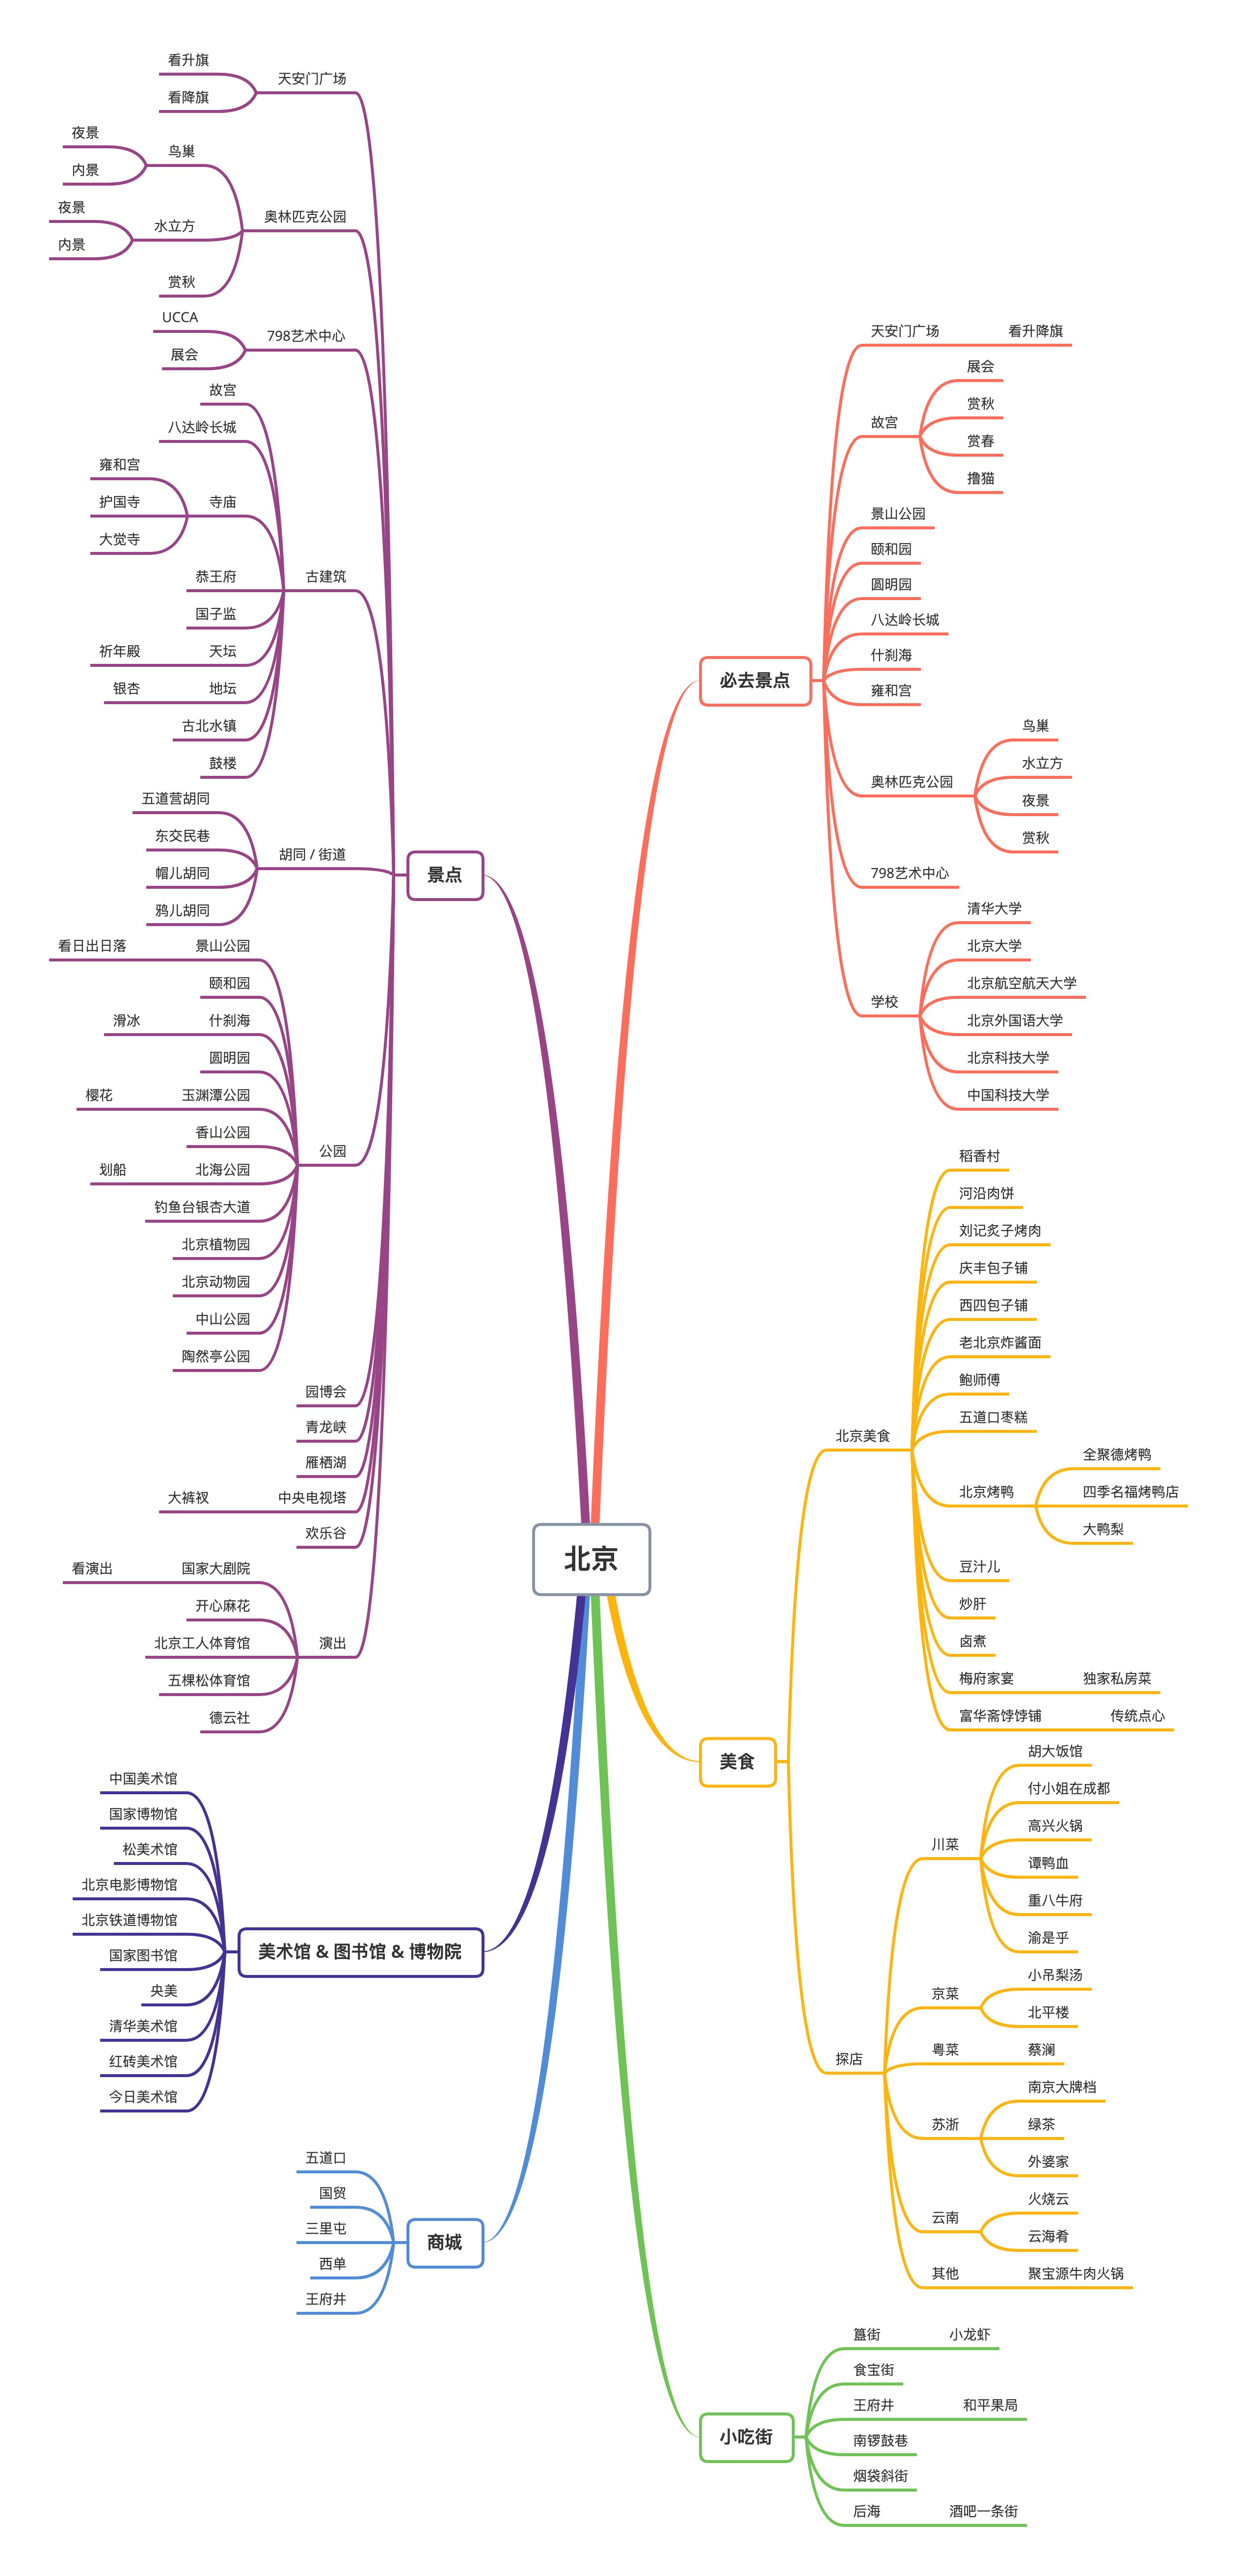 北京
必去景点
天安门广场
看升降旗
故宫
展会
赏秋
赏春
撸猫
景山公园
颐和园
圆明园
八达岭长城
什刹海
雍和宫
奥林匹克公园
鸟巢
水立方
夜景
赏秋
798艺术中心
学校
清华大学
北京大学
北京航空航天大学
北京外国语大学
北京科技大学
中国科技大学
美食
北京美食
稻香村
河沿肉饼
刘记炙子烤肉
庆丰包子铺
西四包子铺
老北京炸酱面
鲍师傅
五道口枣糕
北京烤鸭
全聚德烤鸭
四季名福烤鸭店
大鸭梨
豆汁儿
炒肝
卤煮
梅府家宴
独家私房菜
富华斋饽饽铺
传统点心
探店
川菜
胡大饭馆
付小姐在成都
高兴火锅
谭鸭血
重八牛府
渝是乎
京菜
小吊梨汤
北平楼
粤菜
蔡澜
苏浙
南京大牌档
绿茶
外婆家
云南
火烧云
云海肴
其他
聚宝源牛肉火锅
小吃街
簋街
小龙虾
食宝街
王府井
和平果局
南锣鼓巷
烟袋斜街
后海
酒吧一条街
景点
天安门广场
看升旗
看降旗
奥林匹克公园
鸟巢
夜景
内景
水立方
夜景
内景
赏秋
798艺术中心
UCCA
展会
古建筑
故宫
八达岭长城
寺庙
雍和宫
护国寺
大觉寺
恭王府
国子监
天坛
祈年殿
地坛
银杏
古北水镇
鼓楼
胡同 / 街道
五道营胡同
东交民巷
帽儿胡同
鸦儿胡同
公园
景山公园
看日出日落
颐和园
什刹海
滑冰
圆明园
玉渊潭公园
樱花
香山公园
北海公园
划船
钓鱼台银杏大道
北京植物园
北京动物园
中山公园
陶然亭公园
园博会
青龙峡
雁栖湖
中央电视塔
大裤衩
欢乐谷
演出
国家大剧院
看演出
开心麻花
北京工人体育馆
五棵松体育馆
德云社
美术馆 & 图书馆 & 博物院
中国美术馆
国家博物馆
松美术馆
北京电影博物馆
北京铁道博物馆
国家图书馆
央美
清华美术馆
红砖美术馆
今日美术馆
商城
五道口
国贸
三里屯
西单
王府井